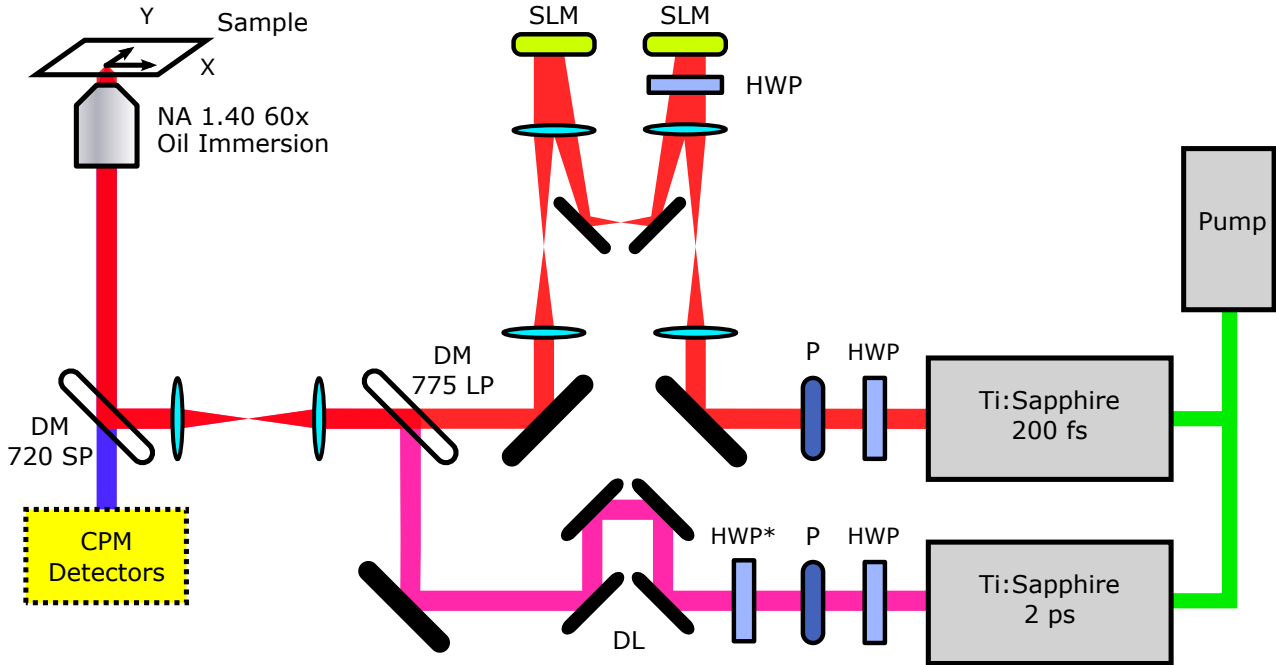 SLM
SLM
Y
Sample
X
HWP
NA 1.40 60x
Oil Immersion
Pump
DM
775 LP
P
HWP
Ti:Sapphire
200 fs
DM
720 SP
CPM
Detectors
HWP*
P
HWP
Ti:Sapphire
2 ps
DL